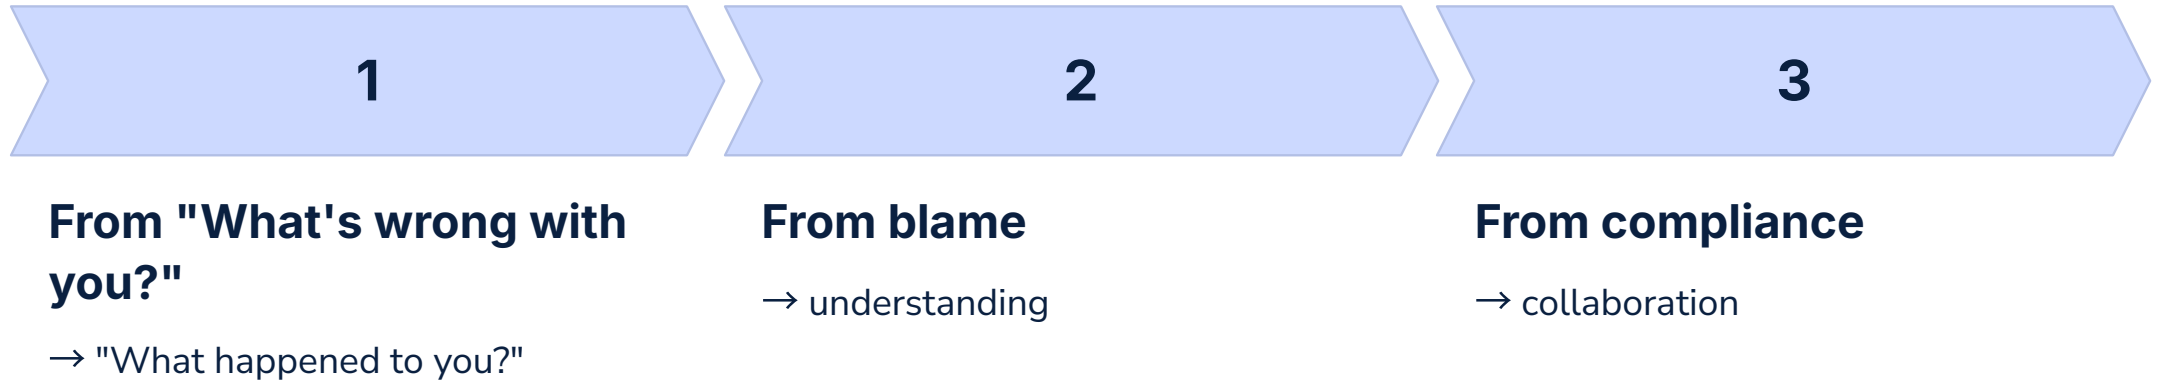 1
2
3
From "What's wrong with
you?"
→ "What happened to you?"
From blame
→ understanding
From compliance
→ collaboration